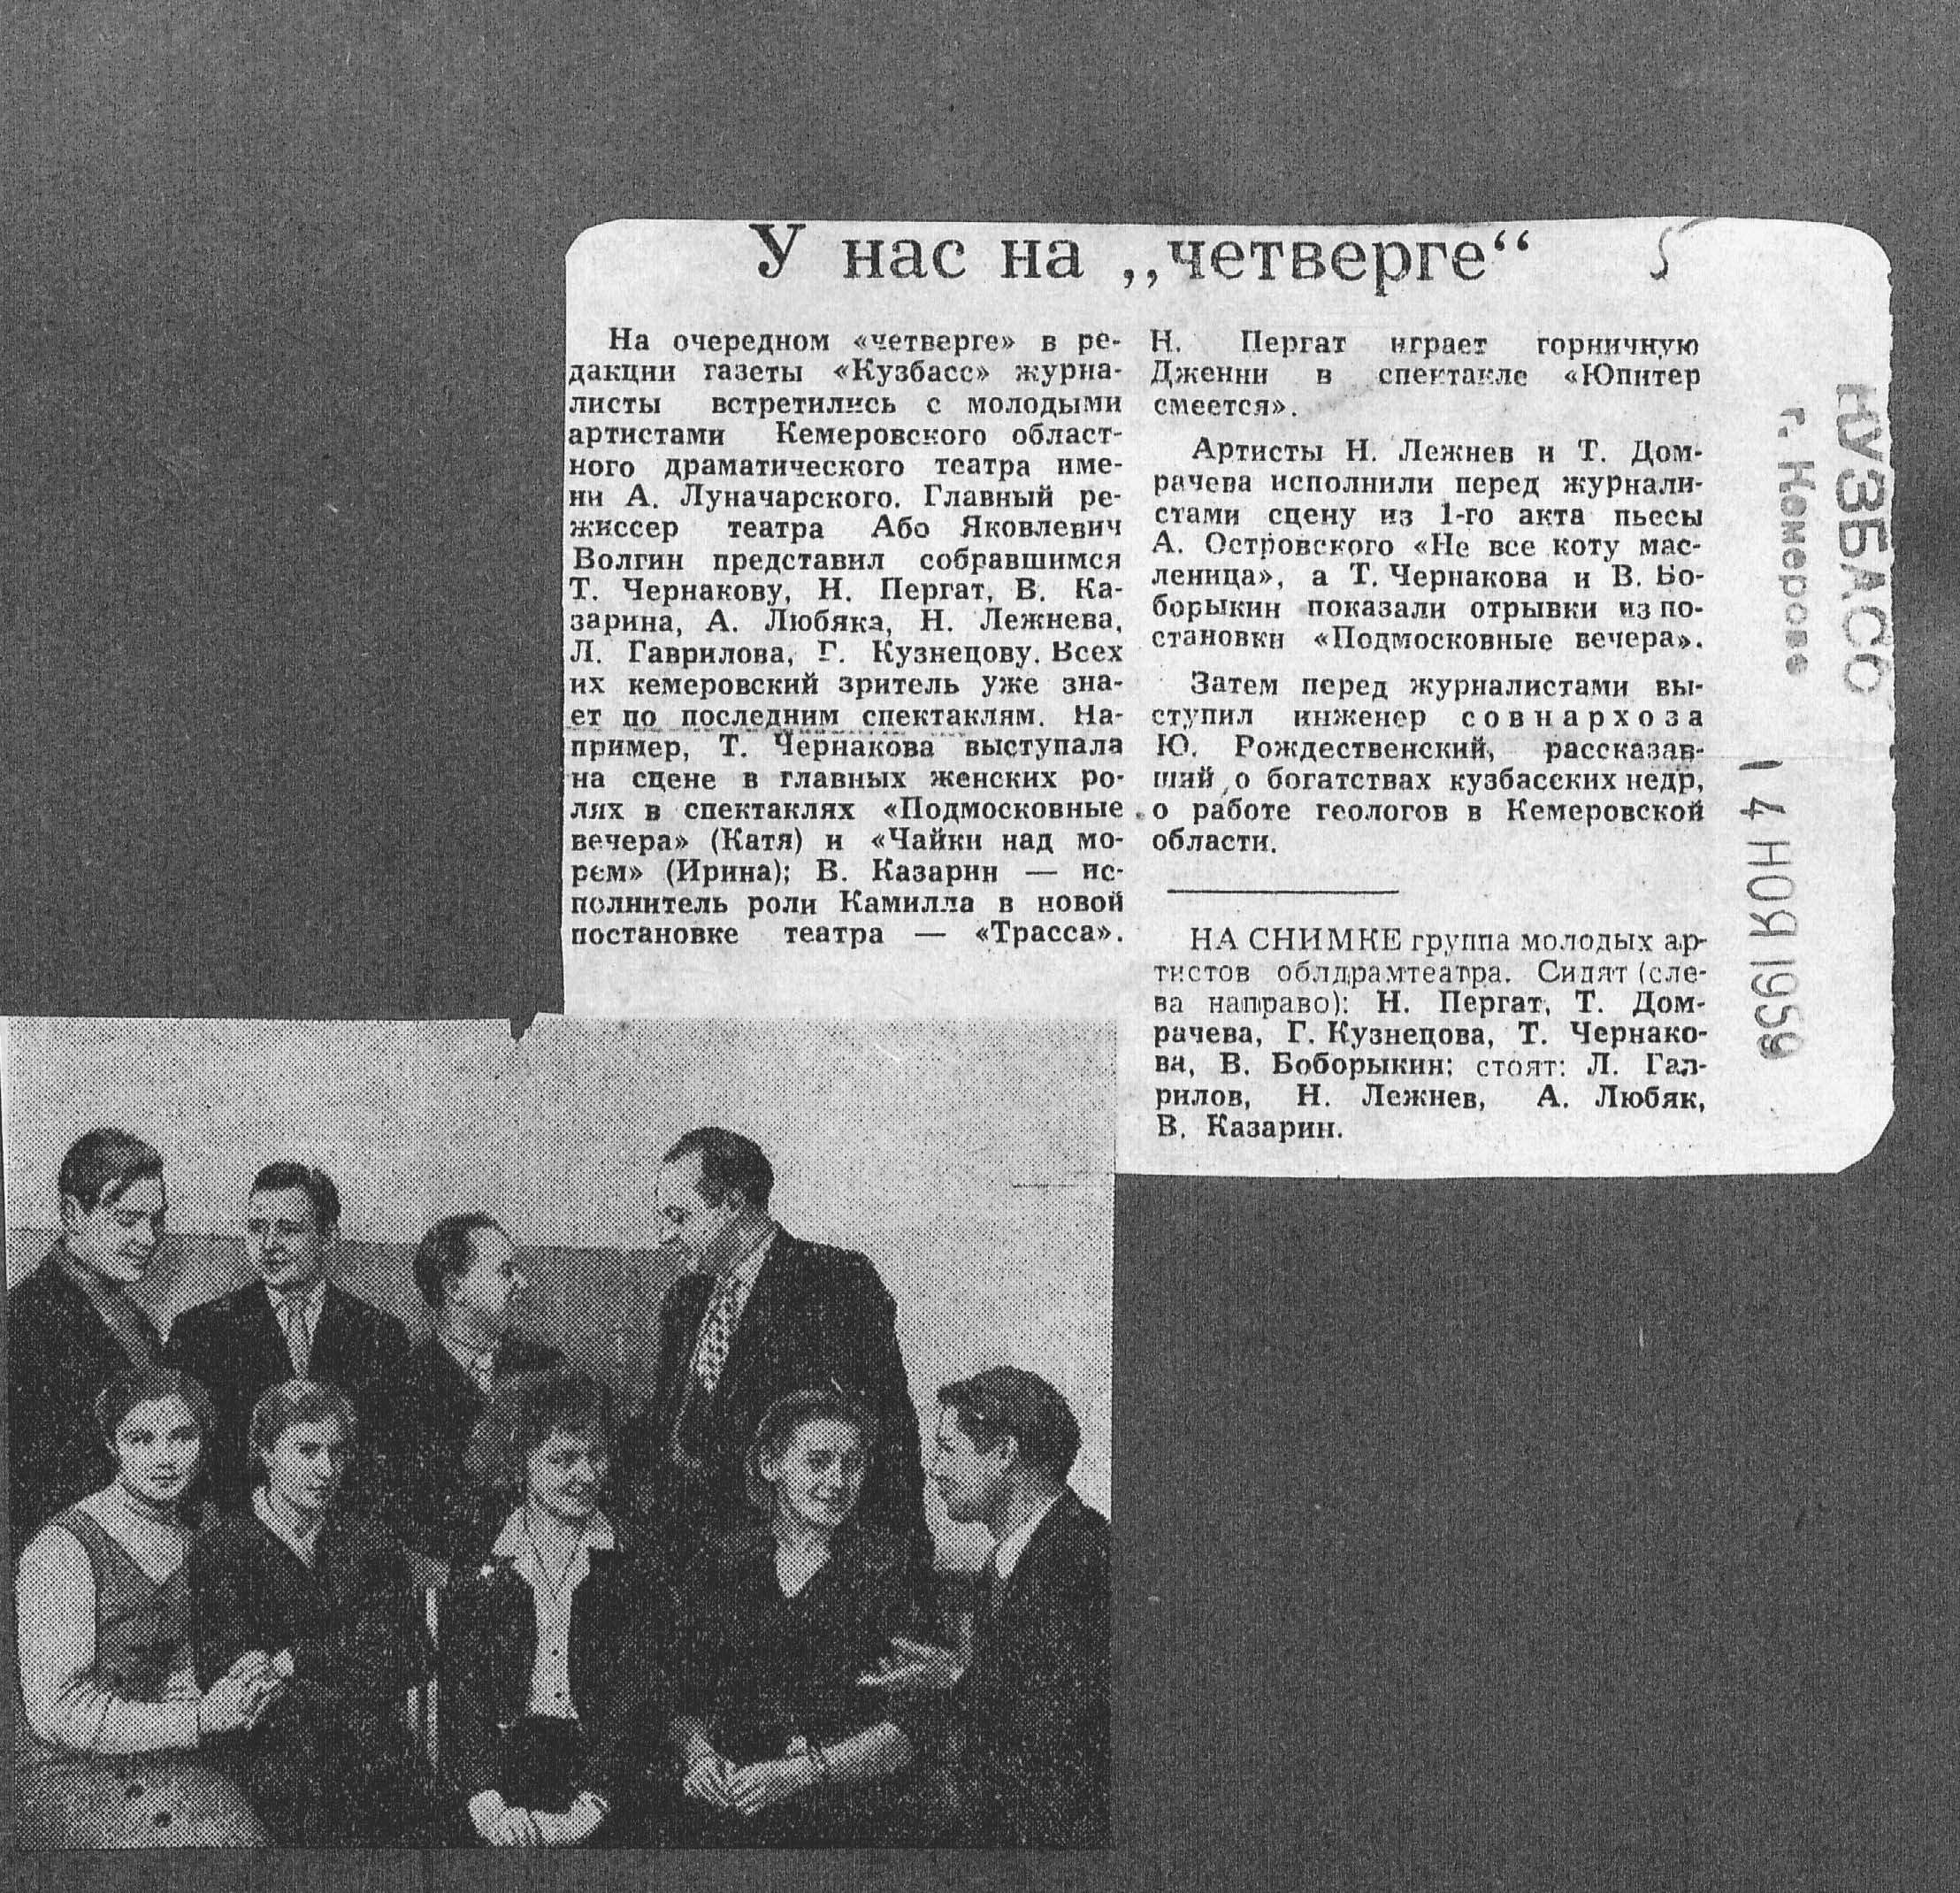 У нас на „четверге“
На очередном «четверге» в ре-
дакции газеты «Кузбасс» журна-
листы встретились с молодыми
артистами Кемеровского област-
ного драматического театра име-
ни А. Луначарского. Главный ре-
жиссер театра Або Яковлевич
Волгин представил собравшимся
Т. Чернакову, Н. Пергат, В. Ка-
зарина, А. Любяка, Н. Лежнева,
Л. Гаврилова, Г. Кузнецову. Всех
их кемеровский зритель уже зна-
ет по последним спектаклям. На-
пример, Т. Чернакова выступала
на сцене в главных женских ро-
лях в спектаклях «Подмосковные
вечера» (Катя) и «Чайки над мо-
рем» (Ирина); В. Казарин — ис-
полнитель роли Камилла в новой
постановке театра — «Трасса».
Н. Пергат играет горничную
Дженни в спектакле «Юпитер
смеется».
Артисты Н. Лежнев и Т. Дом-
рачева исполнили перед журнали-
стами сцену из 1-го акта пьесы
А. Островского «Не все коту мас-
леница», а Т. Чернакова и В. Бо-
борыкин показали отрывки из по-
становки «Подмосковные вечера».
Затем перед журналистами вы-
ступил инженер совнархоза
Ю. Рождественский, рассказав-
ший о богатствах кузбасских недр,
о работе геологов в Кемеровской
области.
НА СНИМКЕ группа молодых ар-
тистов облдрамтеатра. Сидят (сле-
ва направо): Н. Пергат, Т. Дом-
рачева, Г. Кузнецова, Т. Чернако-
ва, В. Боборыкин; стоят: Л. Гав-
рилов, Н. Лежнев, А. Любяк,
В. Казарин.
КУЗБАСС
г. Кемерово
14 НОЯ 1959